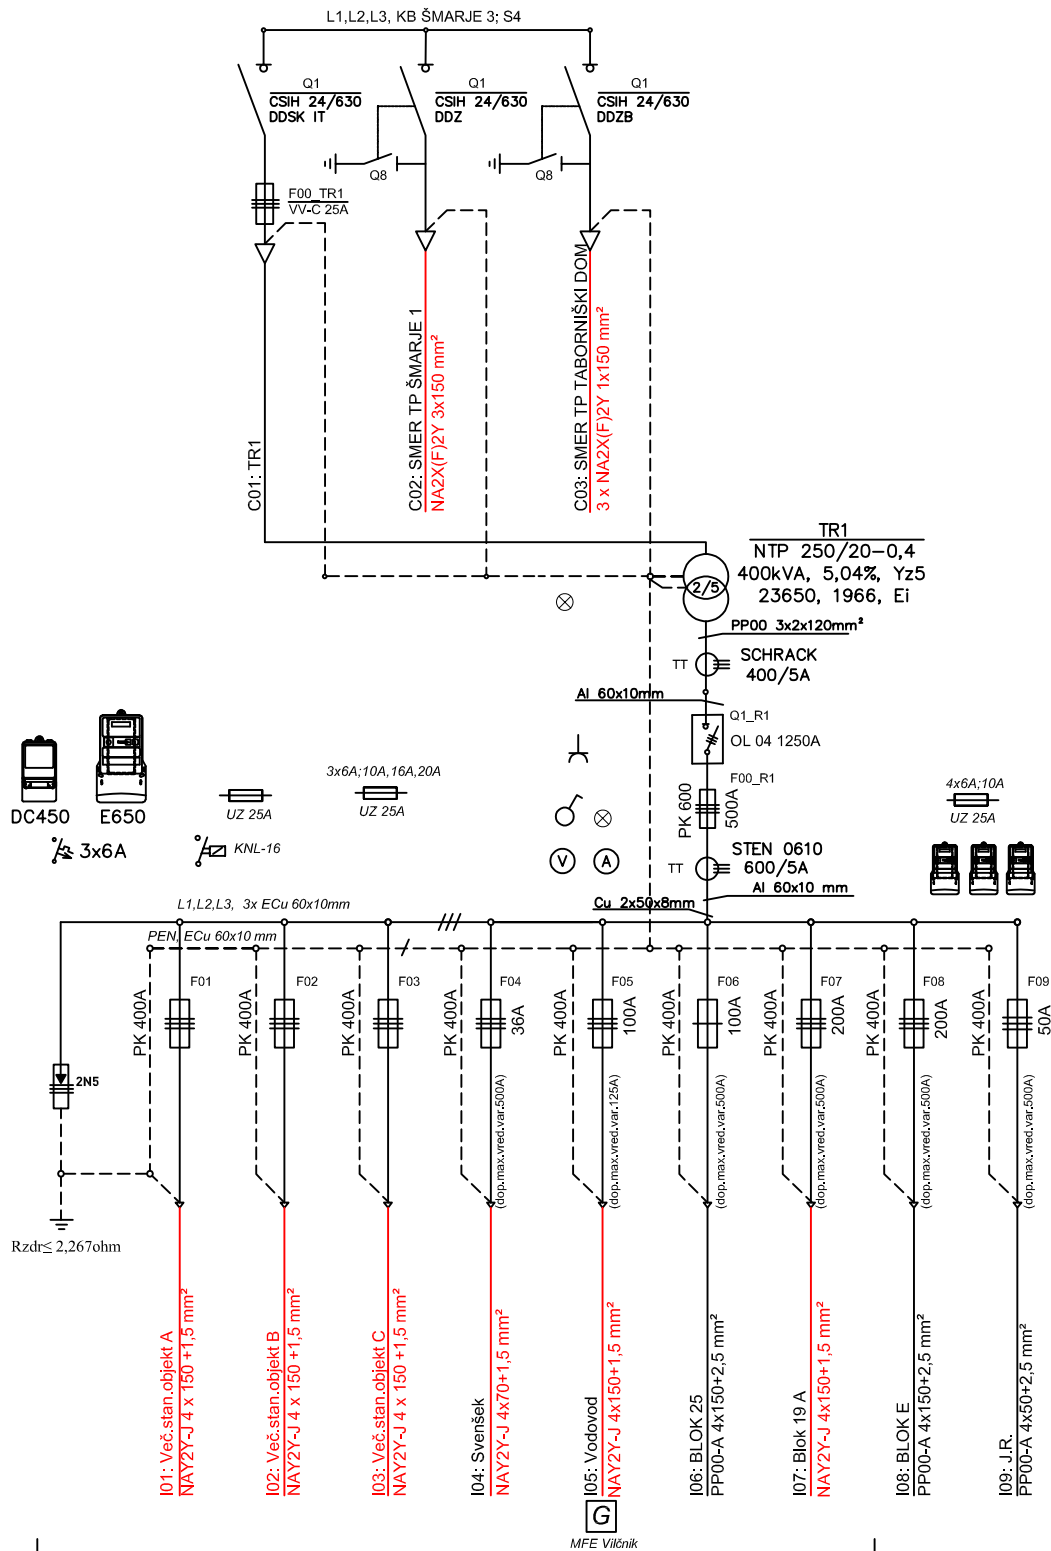 L1,L2,L3, KB ŠMARJE 3; S4
Q1
CSIH 24/630
DDSK IT
Q1
CSIH 24/630
DDZ
Q1
CSIH 24/630
DDZB
Q8
Q8
F00_TR1
VV-C 25A
C01: TR1
C02: SMER TP ŠMARJE 1
NA2X(F)2Y 3x150 mm²
C03: SMER TP TABORNIŠKI DOM
3 x NA2X(F)2Y 1x150 mm²
TR1
NTP 250/20-0,4
400kVA, 5,04%, Yz5
23650, 1966, Ei
2/5
PP00 3x2x120mm²
TT
SCHRACK
400/5A
Al 60x10mm
Q1_R1
OL 04 1250A
F00_R1
PK 600
500A
TT
STEN 0610
600/5A
Al 60x10 mm
Cu 2x50x8mm
DC450
E650
3x6A
UZ 25A
KNL-16
3x6A;10A,16A,20A
UZ 25A
V
A
4x6A;10A
UZ 25A
L1,L2,L3, 3x ECu 60x10mm
PEN, ECu 60x10 mm
F01
F02
F03
F04
F05
F06
F07
F08
F09
PK 400A
PK 400A
PK 400A
PK 400A
36A
PK 400A
100A
PK 400A
100A
PK 400A
200A
PK 400A
200A
PK 400A
50A
2N5
(dop.max.vred.var.500A)
(dop.max.vred.var.125A)
(dop.max.vred.var.500A)
(dop.max.vred.var.500A)
(dop.max.vred.var.500A)
(dop.max.vred.var.500A)
Rzdr≤ 2,267ohm
I01: Več.stan.objekt A
NAY2Y-J 4 x 150 +1,5 mm²
I02: Več.stan.objekt B
NAY2Y-J 4 x 150 +1,5 mm²
I03: Več.stan.objekt C
NAY2Y-J 4 x 150 +1,5 mm²
I04: Svenšek
NAY2Y-J 4x70+1,5 mm²
I05: Vodovod
NAY2Y-J 4x150+1,5 mm²
I06: BLOK 25
PP00-A 4x150+2,5 mm²
I07: Blok 19 A
NAY2Y-J 4x150+1,5 mm²
I08: BLOK E
PP00-A 4x150+2,5 mm²
I09: J.R.
PP00-A 4x50+2,5 mm²
G
MFE Vilčnik